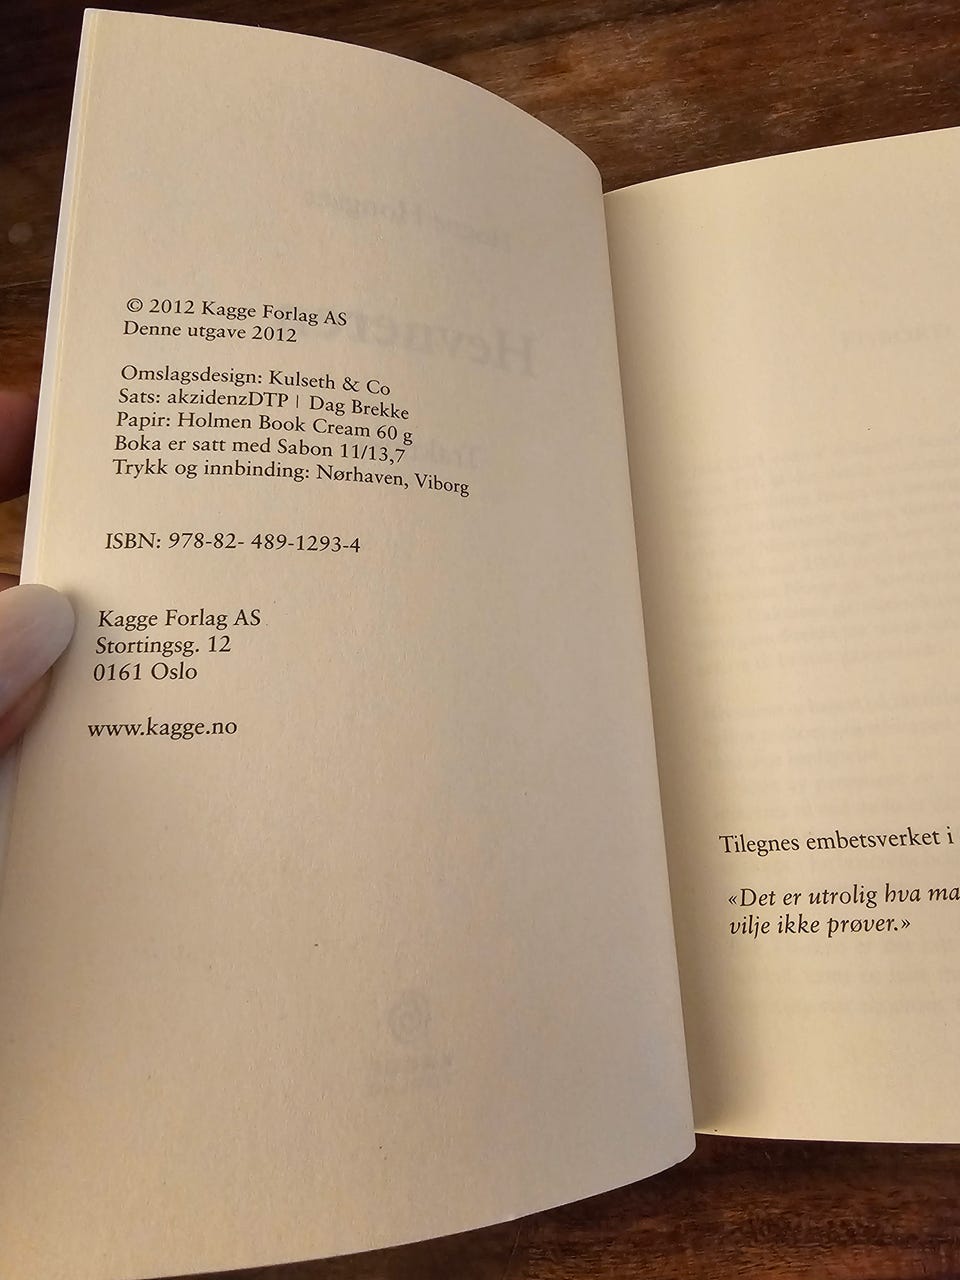 © 2012 Kagge Forlag AS
Denne utgave 2012
Omslagsdesign: Kulseth & Co
Sats: akzidenzDTP | Dag Brekke
Papir: Holmen Book Cream 60 g
Boka er satt med Sabon 11/13,7
Trykk og innbinding: Nørhaven, Viborg
ISBN: 978-82- 489-1293-4
Kagge Forlag AS
Stortingsg. 12
0161 Oslo
www.kagge.no
Tilegnes embetsverket i
«Det er utrolig hva ma
vilje ikke prøver.»